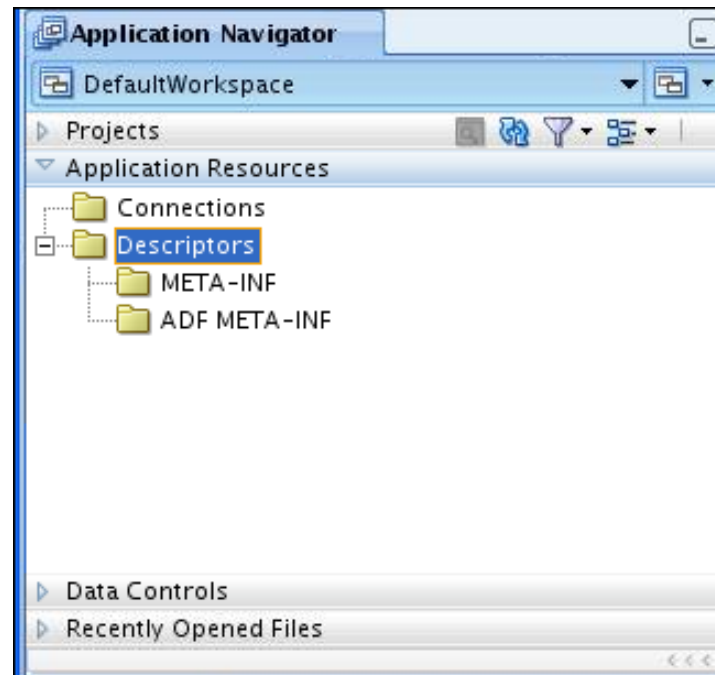 Application Navigator
DefaultWorkspace
Projects
Application Resources
Connections
Descriptors
META-INF
ADF META-INF
Data Controls
Recently Opened Files